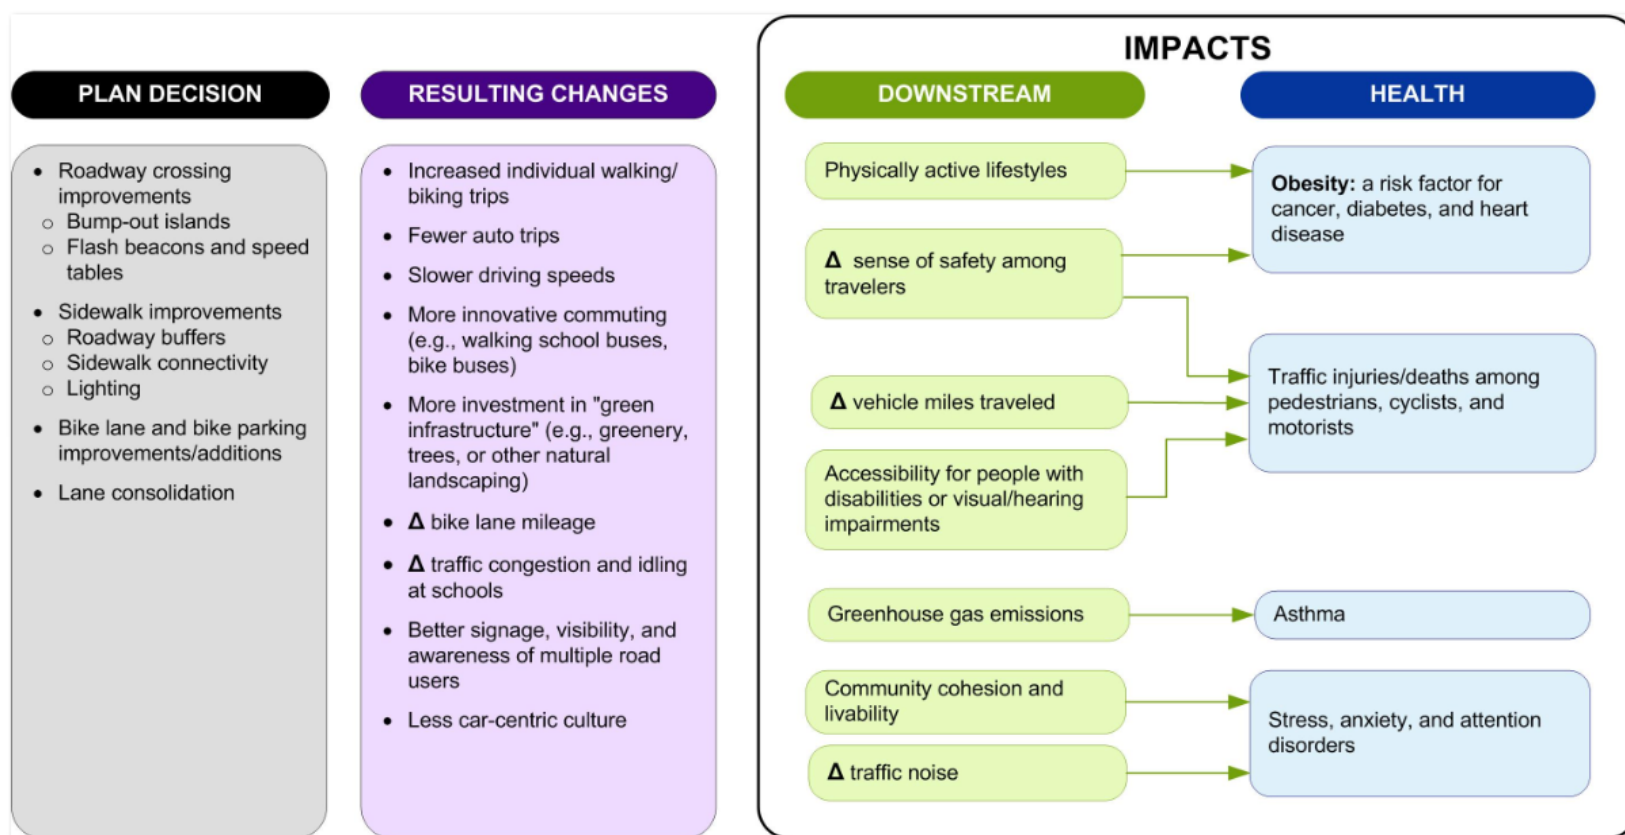 IMPACTS
PLAN DECISION
• Roadway crossing
improvements
o Bump-out islands
o Flash beacons and speed
tables
• Sidewalk improvements
o Roadway buffers
o Sidewalk connectivity
o Lighting
• Bike lane and bike parking
improvements/additions
• Lane consolidation
RESULTING CHANGES
• Increased individual walking/
biking trips
• Fewer auto trips
• Slower driving speeds
• More innovative commuting
(e.g., walking school buses,
bike buses)
• More investment in "green
infrastructure" (e.g., greenery,
trees, or other natural
landscaping)
• Δ bike lane mileage
• Δ traffic congestion and idling
at schools
• Better signage, visibility, and
awareness of multiple road
users
• Less car-centric culture
DOWNSTREAM
Physically active lifestyles
Δ sense of safety among
travelers
Δ vehicle miles traveled
Accessibility for people with
disabilities or visual/hearing
impairments
Greenhouse gas emissions
Community cohesion and
livability
Δ traffic noise
HEALTH
Obesity: a risk factor for
cancer, diabetes, and heart
disease
Traffic injuries/deaths among
pedestrians, cyclists, and
motorists
Asthma
Stress, anxiety, and attention
disorders